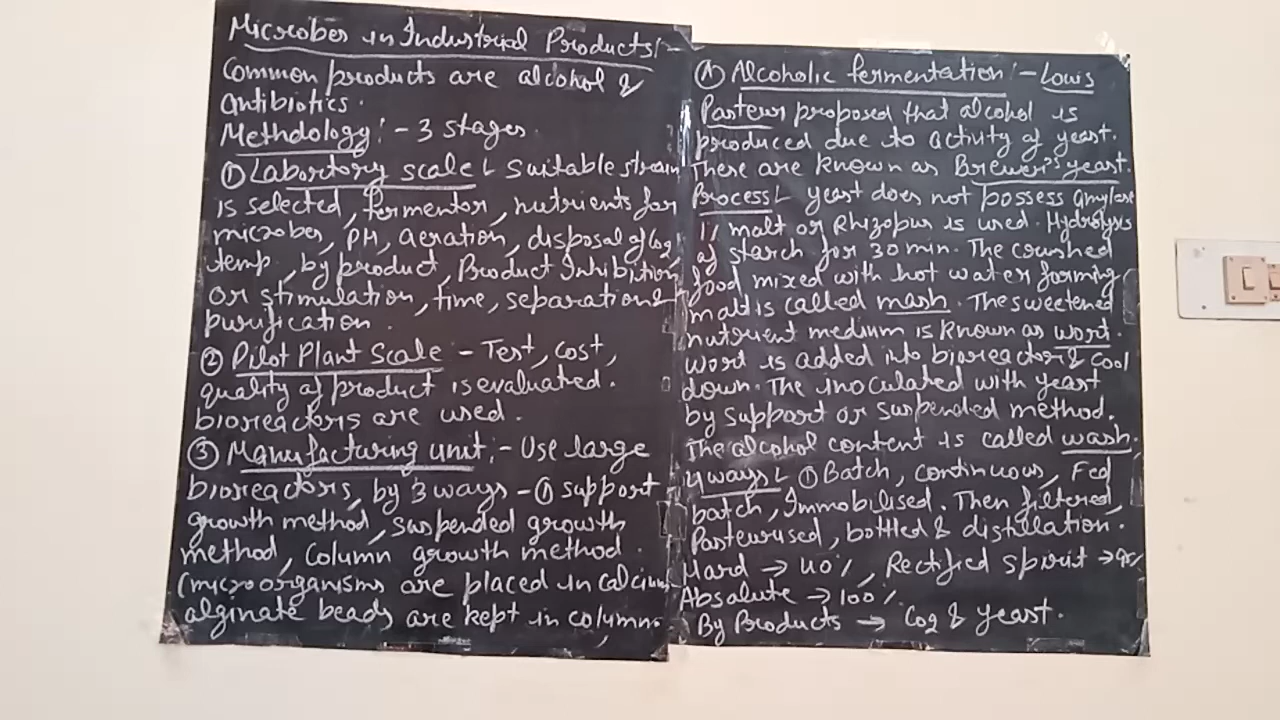 Microbes in Industrial Products:-
Common products are alcohol &
antibiotics.
Methdology:- 3 stages.
① Labortory scale:- Suitable strain
is selected, fermentor, nutrients for
microbes, PH, aeration, disposal of CO2
temp, by product, Product Inhibition
or stimulation, time, separation &
purification.
② Pilot Plant Scale - Test, Cost,
quality of product is evaluated.
bioreactors are used.
③ Manufacturing unit:- Use large
bioreactors, by 3 ways - ① support
growth method, suspended growth
method, Column growth method.
(microorganisms are placed in calcium
alginate beads are kept in columns
Ⓐ Alcoholic fermentation:- Louis
Pasteur proposed that alcohol is
produced due to activity of yeast.
There are known as Brewer's yeast.
Process:- yeast does not possess amylase
1% malt or Rhizopus is used. Hydrolysis
of starch for 30 min. The crushed
food mixed with hot water forming
malt is called mash. The sweetened
nutrient medium is known as wort.
wort is added into bioreactor & cool
down. The inoculated with yeast
by support or suspended method.
The alcohol content is called wash.
4 ways:- ① Batch, continuous, Fed
batch, Immobilised. Then filtered,
Pasteurised, bottled & distillation.
Hard → 40%, Rectified spirit → 95%
Absolute → 100%
By Products → CO2 & yeast.